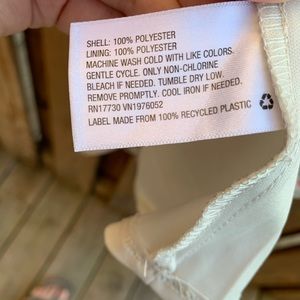 SHELL: 100% POLYESTER
LINING: 100% POLYESTER
MACHINE WASH COLD WITH LIKE COLORS.
GENTLE CYCLE. ONLY NON-CHLORINE
BLEACH IF NEEDED. TUMBLE DRY LOW.
REMOVE PROMPTLY. COOL IRON IF NEEDED.
RN17730 VN1976052
LABEL MADE FROM 100% RECYCLED PLASTIC